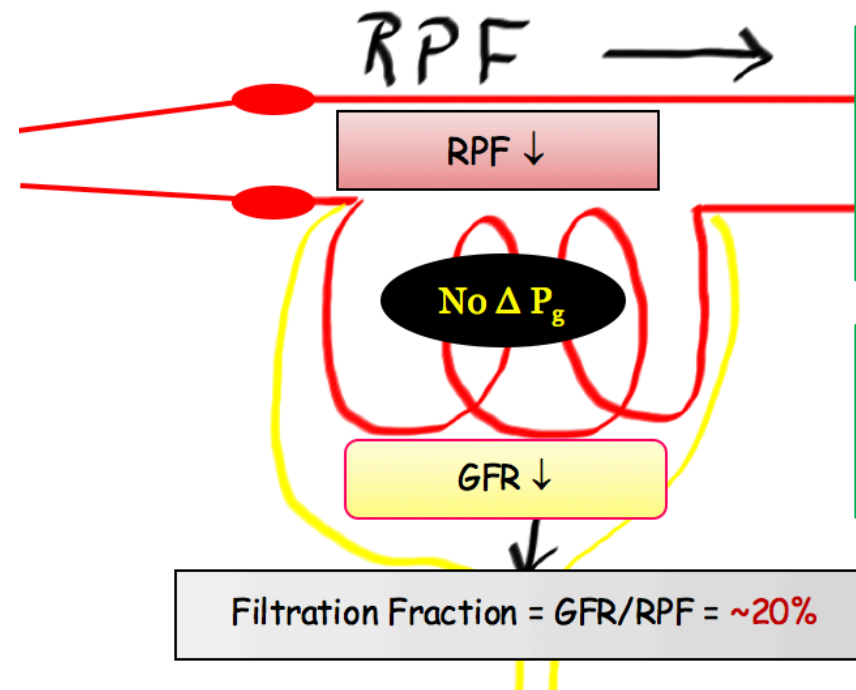 RPF →
RPF ↓
No Δ Pg
GFR ↓
Filtration Fraction = GFR/RPF = ~20%